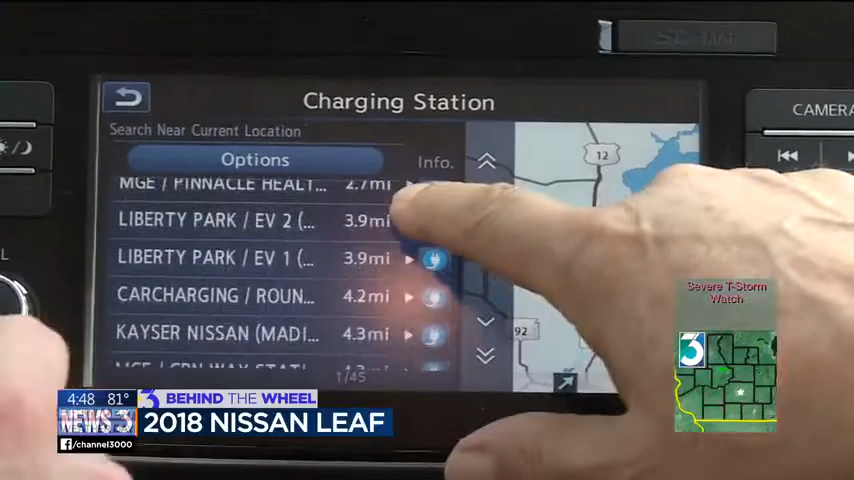 Charging Station
CAMERA
Search Near Current Location
Options
Info.
12
MGE / PINNACLE HEALT... 2.7mi
LIBERTY PARK / EV 2 (... 3.9mi
LIBERTY PARK / EV 1 (... 3.9mi
CARCHARGING / ROUN... 4.2mi
KAYSER NISSAN (MADI... 4.3mi
92
1/45
Severe T-Storm
Watch
3
4:48 81° 3 BEHIND THE WHEEL
NEWS 3 2018 NISSAN LEAF
f/channel3000